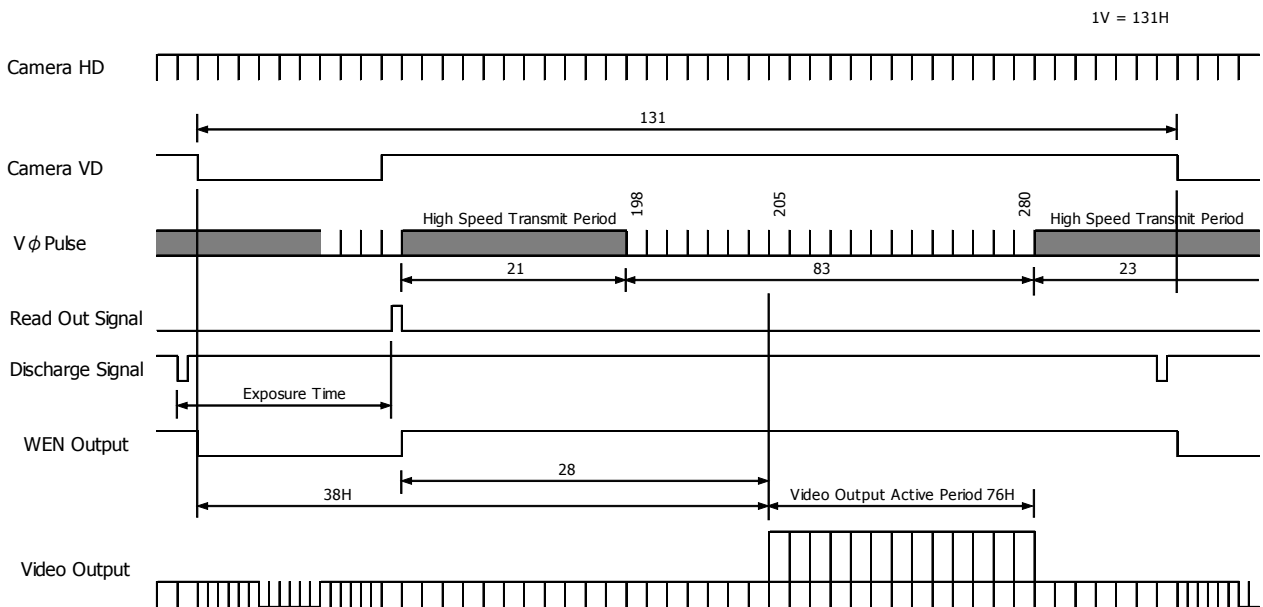 1V = 131H
Camera HD
131
Camera VD
198
205
280
High Speed Transmit Period
High Speed Transmit Period
V φ Pulse
21
83
23
Read Out Signal
Discharge Signal
Exposure Time
WEN Output
28
38H
Video Output Active Period 76H
Video Output